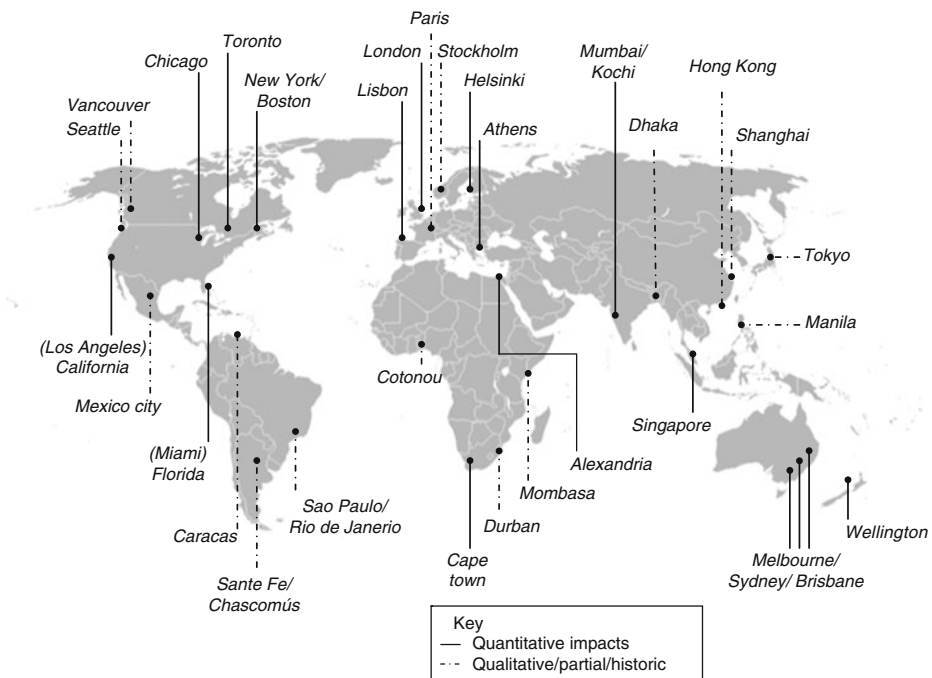 Paris
Toronto
London
Stockholm
Mumbai/
Kochi
Hong Kong
Chicago
New York/
Boston
Lisbon
Helsinki
Vancouver
Seattle
Athens
Dhaka
Shanghai
Tokyo
Manila
(Los Angeles)
California
Mexico city
Cotonou
Singapore
(Miami)
Florida
Alexandria
Mombasa
Sao Paulo/
Rio de Janerio
Durban
Caracas
Wellington
Sante Fe/
Chascomús
Cape
town
Melbourne/
Sydney/ Brisbane
Key
Quantitative impacts
Qualitative/partial/historic